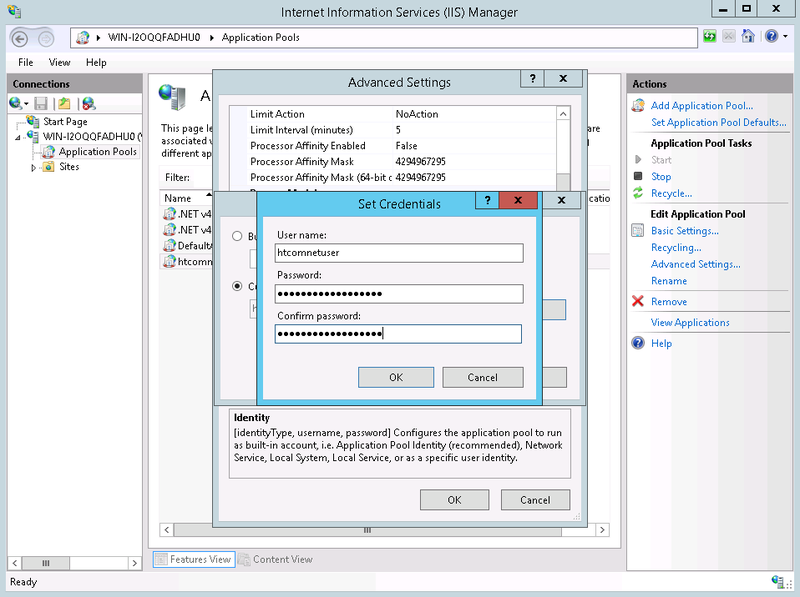 Internet Information Services (IIS) Manager
WIN-I2OQQFADHU0 Application Pools
File View Help
Connections
Start Page
WIN-I2OQQFADHU0 (
Application Pools
Sites
This page le
associated
different ap
are
Filter:
Name
.NET v4
.NET v4
Default
htcomn
Advanced Settings
? X
Limit Action NoAction
Limit Interval (minutes) 5
Processor Affinity Enabled False
Processor Affinity Mask 4294967295
Processor Affinity Mask (64-bit 4294967295
Set Credentials
? X
User name:
htcomnetuser
Password:
Confirm password:
OK Cancel
Identity
[identityType, username, password] Configures the application pool to run
as built-in account, i.e. Application Pool Identity (recommended), Network
Service, Local System, Local Service, or as a specific user identity.
OK Cancel
Features View Content View
Actions
Add Application Pool...
Set Application Pool Defaults...
Application Pool Tasks
Start
Stop
Recycle...
Edit Application Pool
Basic Settings...
Recycling...
Advanced Settings...
Rename
Remove
View Applications
Help
Ready